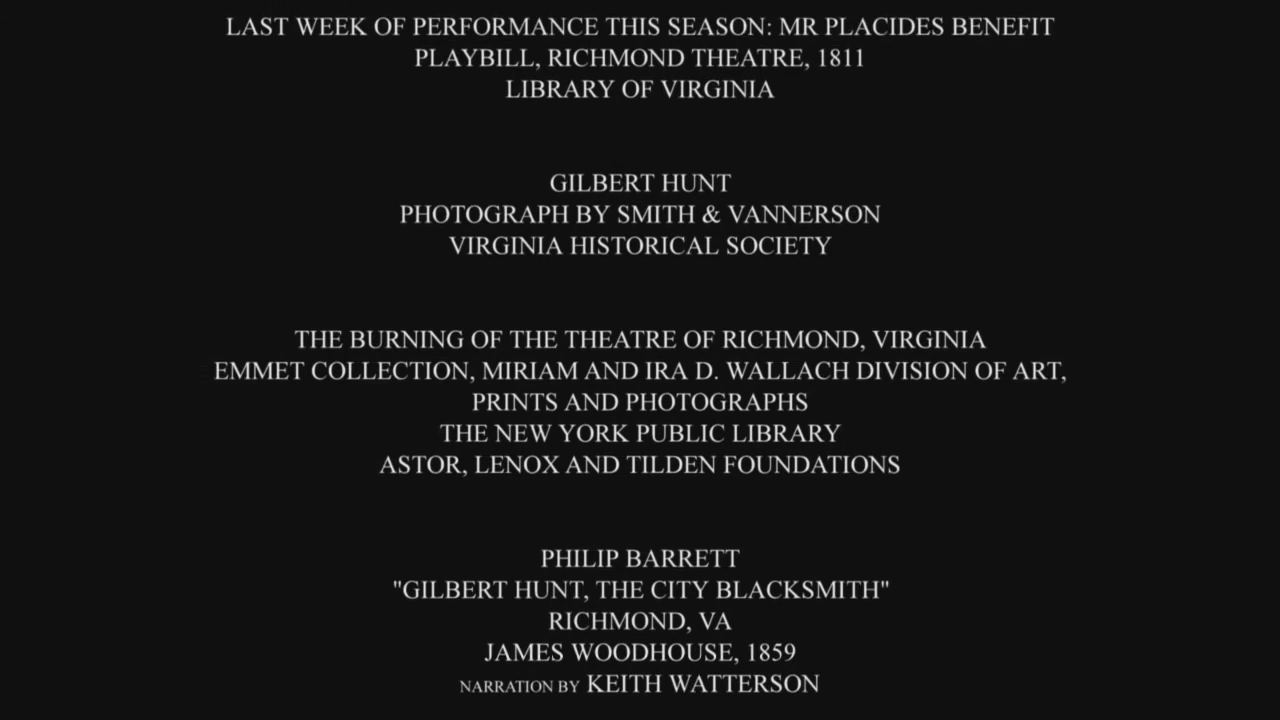 LAST WEEK OF PERFORMANCE THIS SEASON: MR PLACIDES BENEFIT
PLAYBILL, RICHMOND THEATRE, 1811
LIBRARY OF VIRGINIA
GILBERT HUNT
PHOTOGRAPH BY SMITH & VANNERSON
VIRGINIA HISTORICAL SOCIETY
THE BURNING OF THE THEATRE OF RICHMOND, VIRGINIA
EMMET COLLECTION, MIRIAM AND IRA D. WALLACH DIVISION OF ART,
PRINTS AND PHOTOGRAPHS
THE NEW YORK PUBLIC LIBRARY
ASTOR, LENOX AND TILDEN FOUNDATIONS
PHILIP BARRETT
"GILBERT HUNT, THE CITY BLACKSMITH"
RICHMOND, VA
JAMES WOODHOUSE, 1859
NARRATION BY KEITH WATTERSON